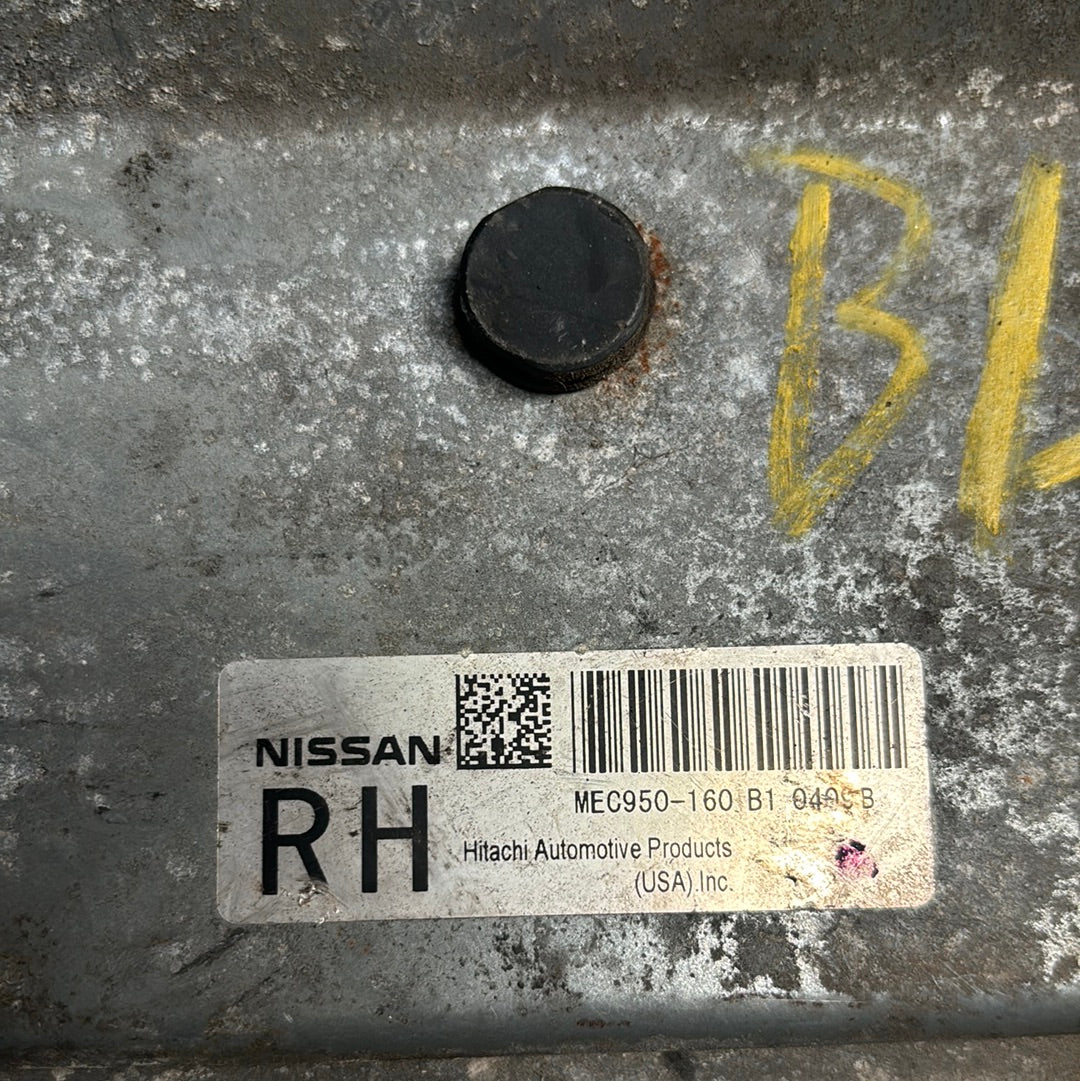 B
NISSAN
RH
MEC950-160 B1
Hitachi Automotive Products
(USA).Inc.